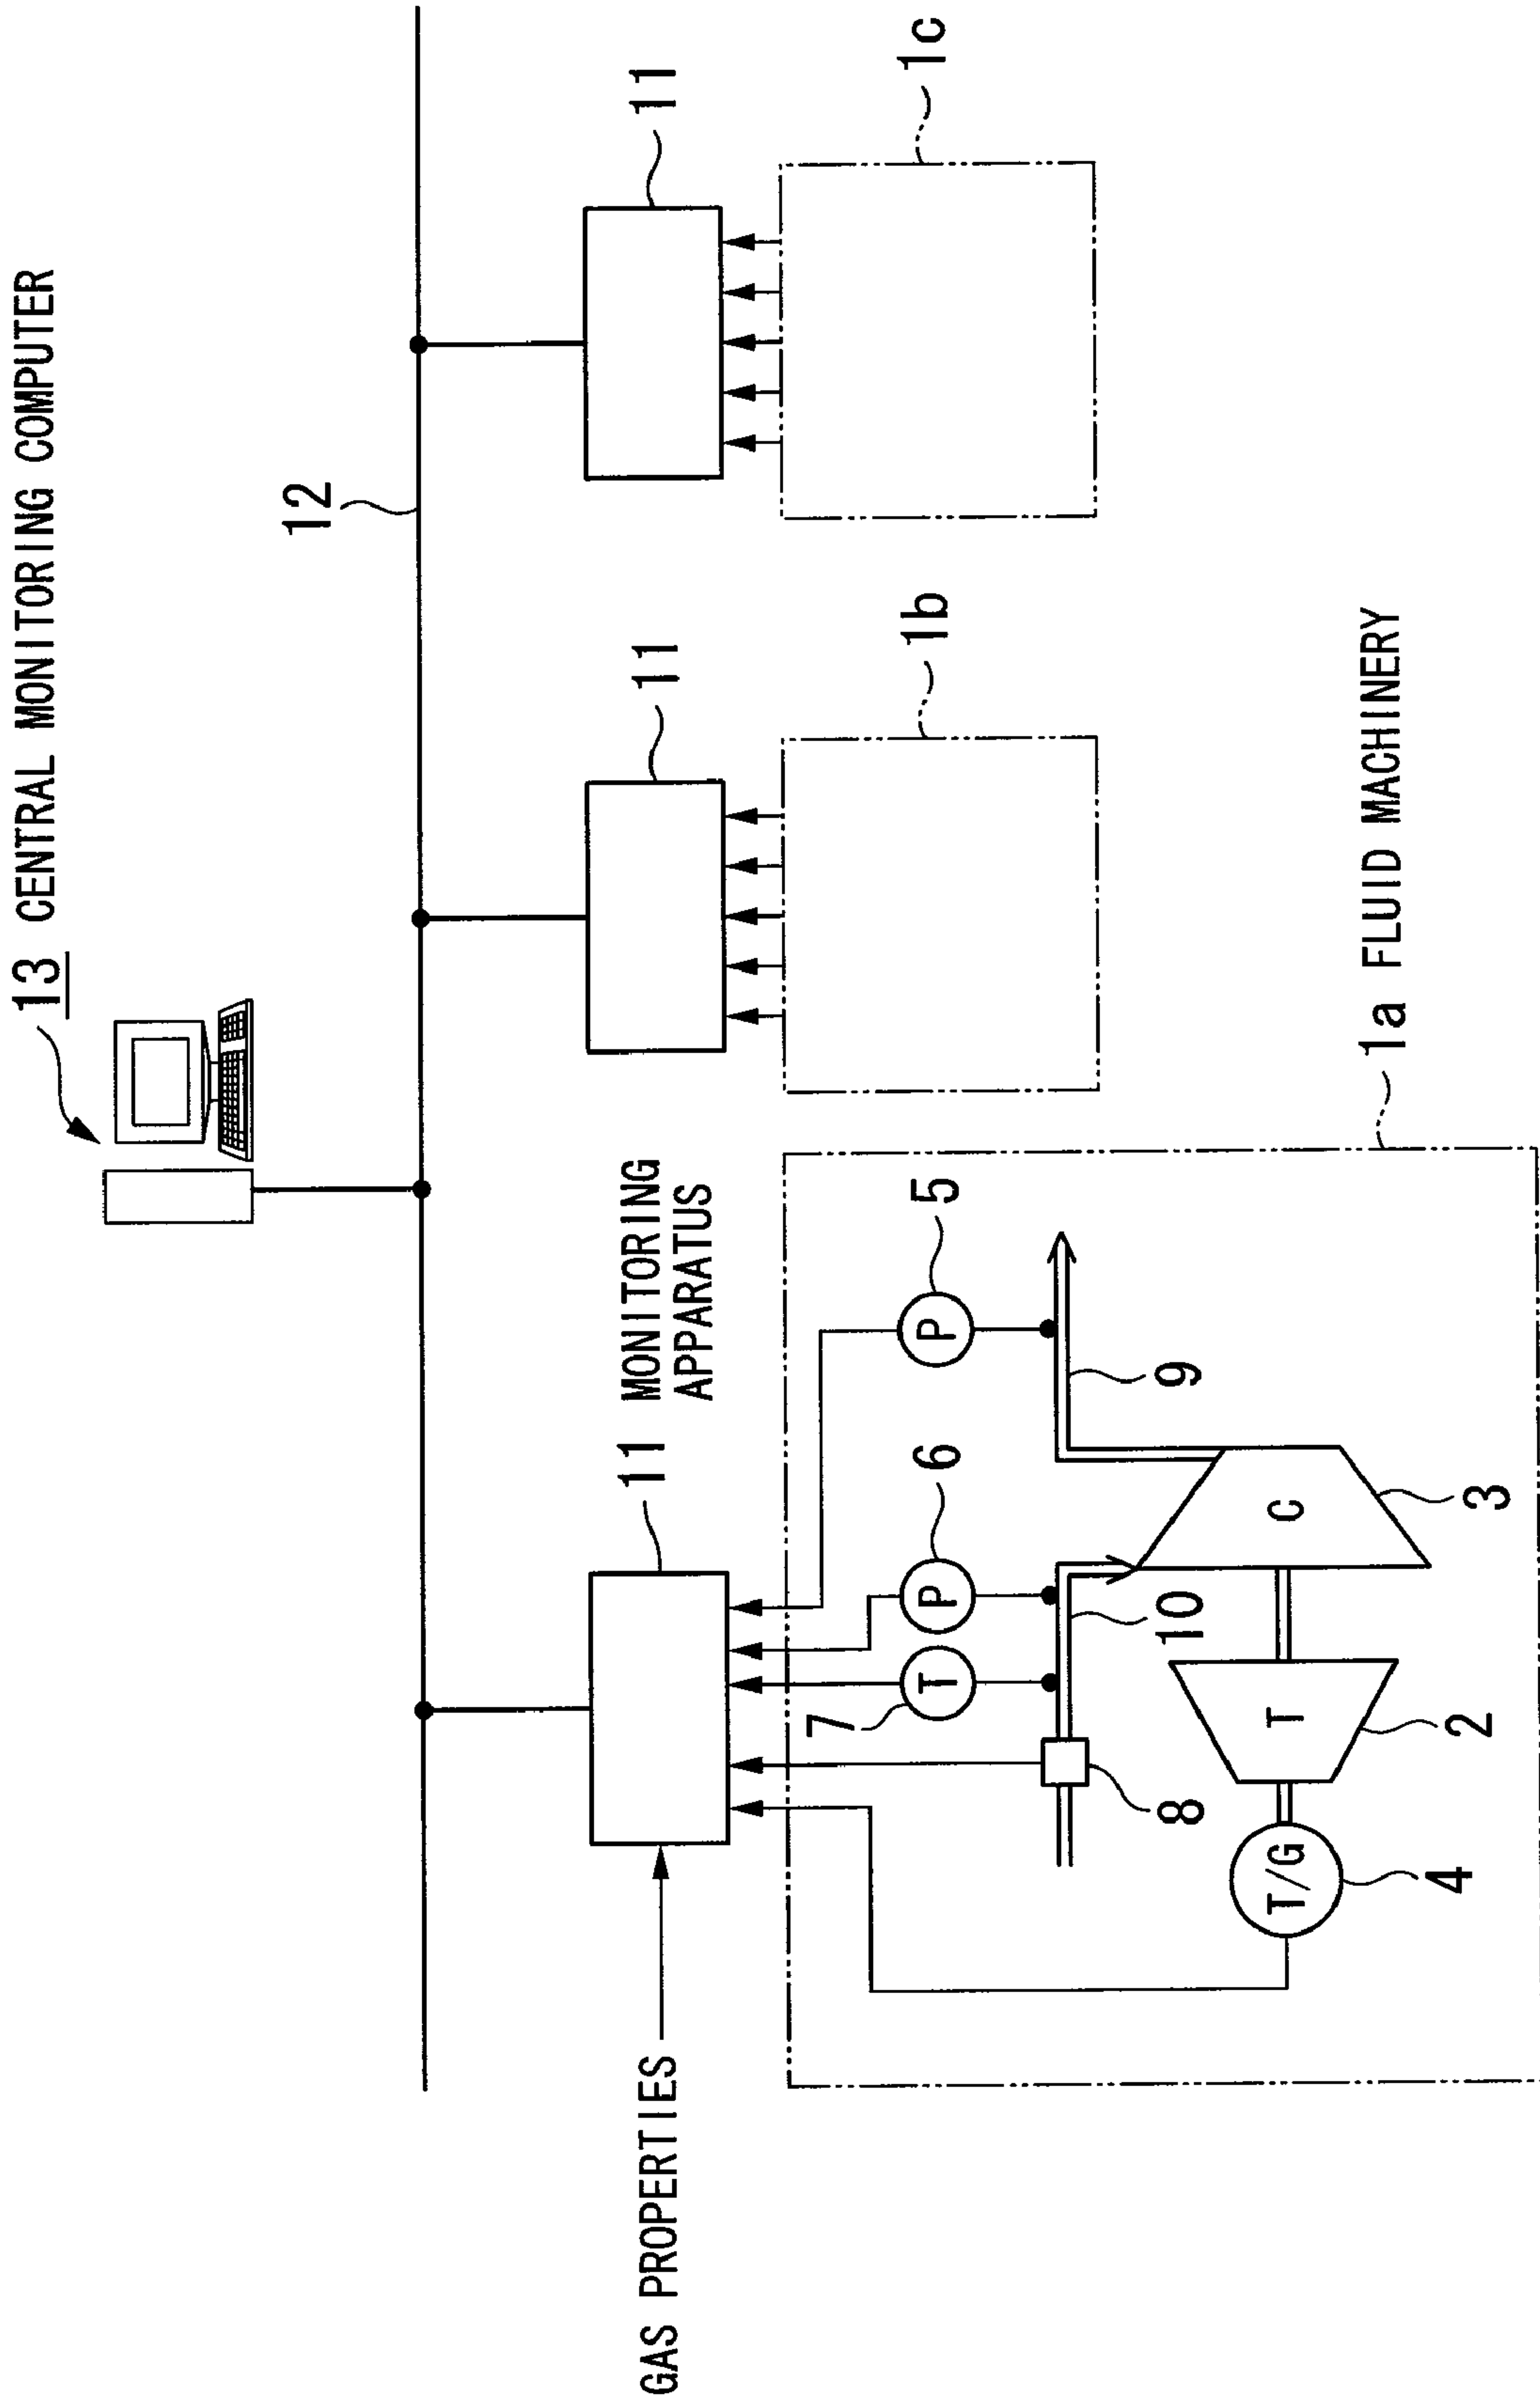 13 CENTRAL MONITORING COMPUTER
12
11 MONITORING
APPARATUS
11
11
GAS PROPERTIES
1b
1c
7
6
5
P
P
T
8
10
9
T/G
T
C
4
2
3
1a FLUID MACHINERY